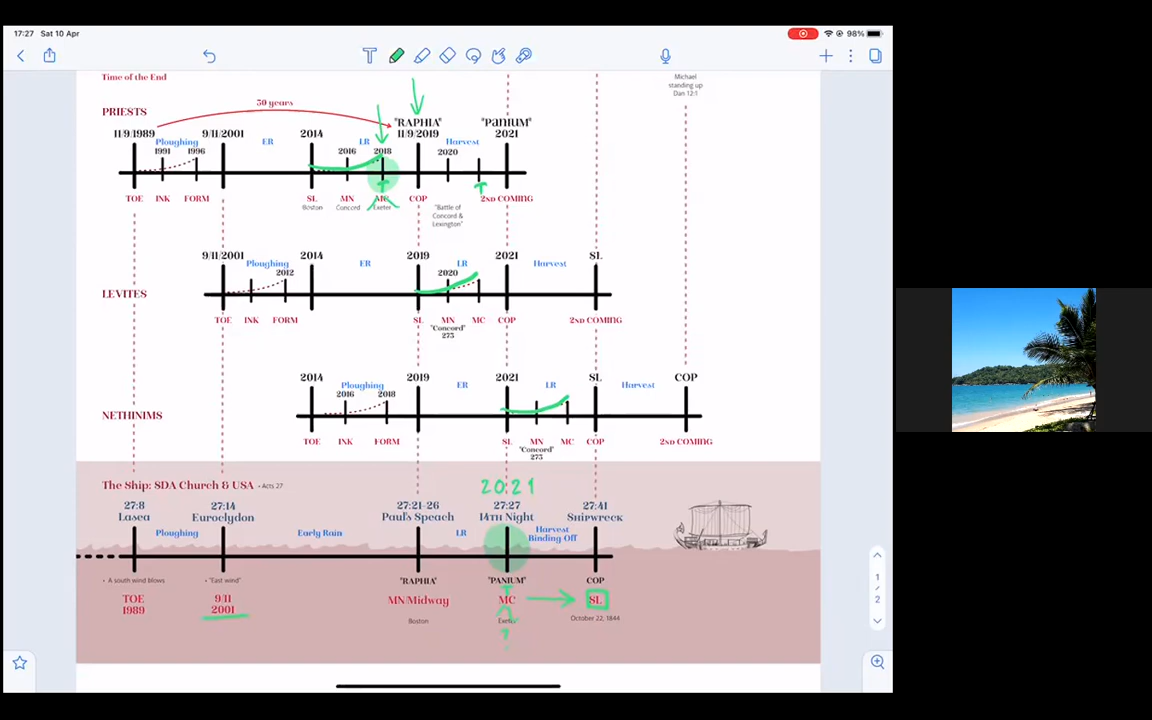 17:27 Sat 10 Apr
98%
Time of the End
Michael
standing up
Dan 12:1
PRIESTS
30 years
"RAPHIA"
"PANIUM"
11/9/1989
9/11/2001
2014
11/9/2019
2021
Ploughing
ER
LR
Harvest
1991
1996
2016
2018
2020
TOE
INK
FORM
SL
MN
MC
COP
2ND COMING
Boston
Concord
Exeter
"Battle of
Concord &
Lexington"
9/11/2001
2014
2019
2021
SL
Ploughing
ER
LR
Harvest
2012
2020
LEVITES
TOE
INK
FORM
SL
MN
MC
COP
2ND COMING
"Concord"
273
2014
2019
2021
SL
COP
Ploughing
ER
LR
Harvest
2016
2018
NETHINIMS
TOE
INK
FORM
SL
MN
MC
COP
2ND COMING
"Concord"
273
The Ship: SDA Church & USA • Acts 27
2021
27:8
27:14
27:21-26
27:27
27:41
Lasea
Euroclydon
Paul's Speach
14TH Night
Shipwreck
Ploughing
Early Rain
LR
Harvest
Binding Off
• A south wind blows
• "East wind"
"RAPHIA"
"PANIUM"
COP
TOE
1989
9/11
2001
MN/Midway
MC
SL
Boston
Exeter
?
October 22, 1844
1
/
2